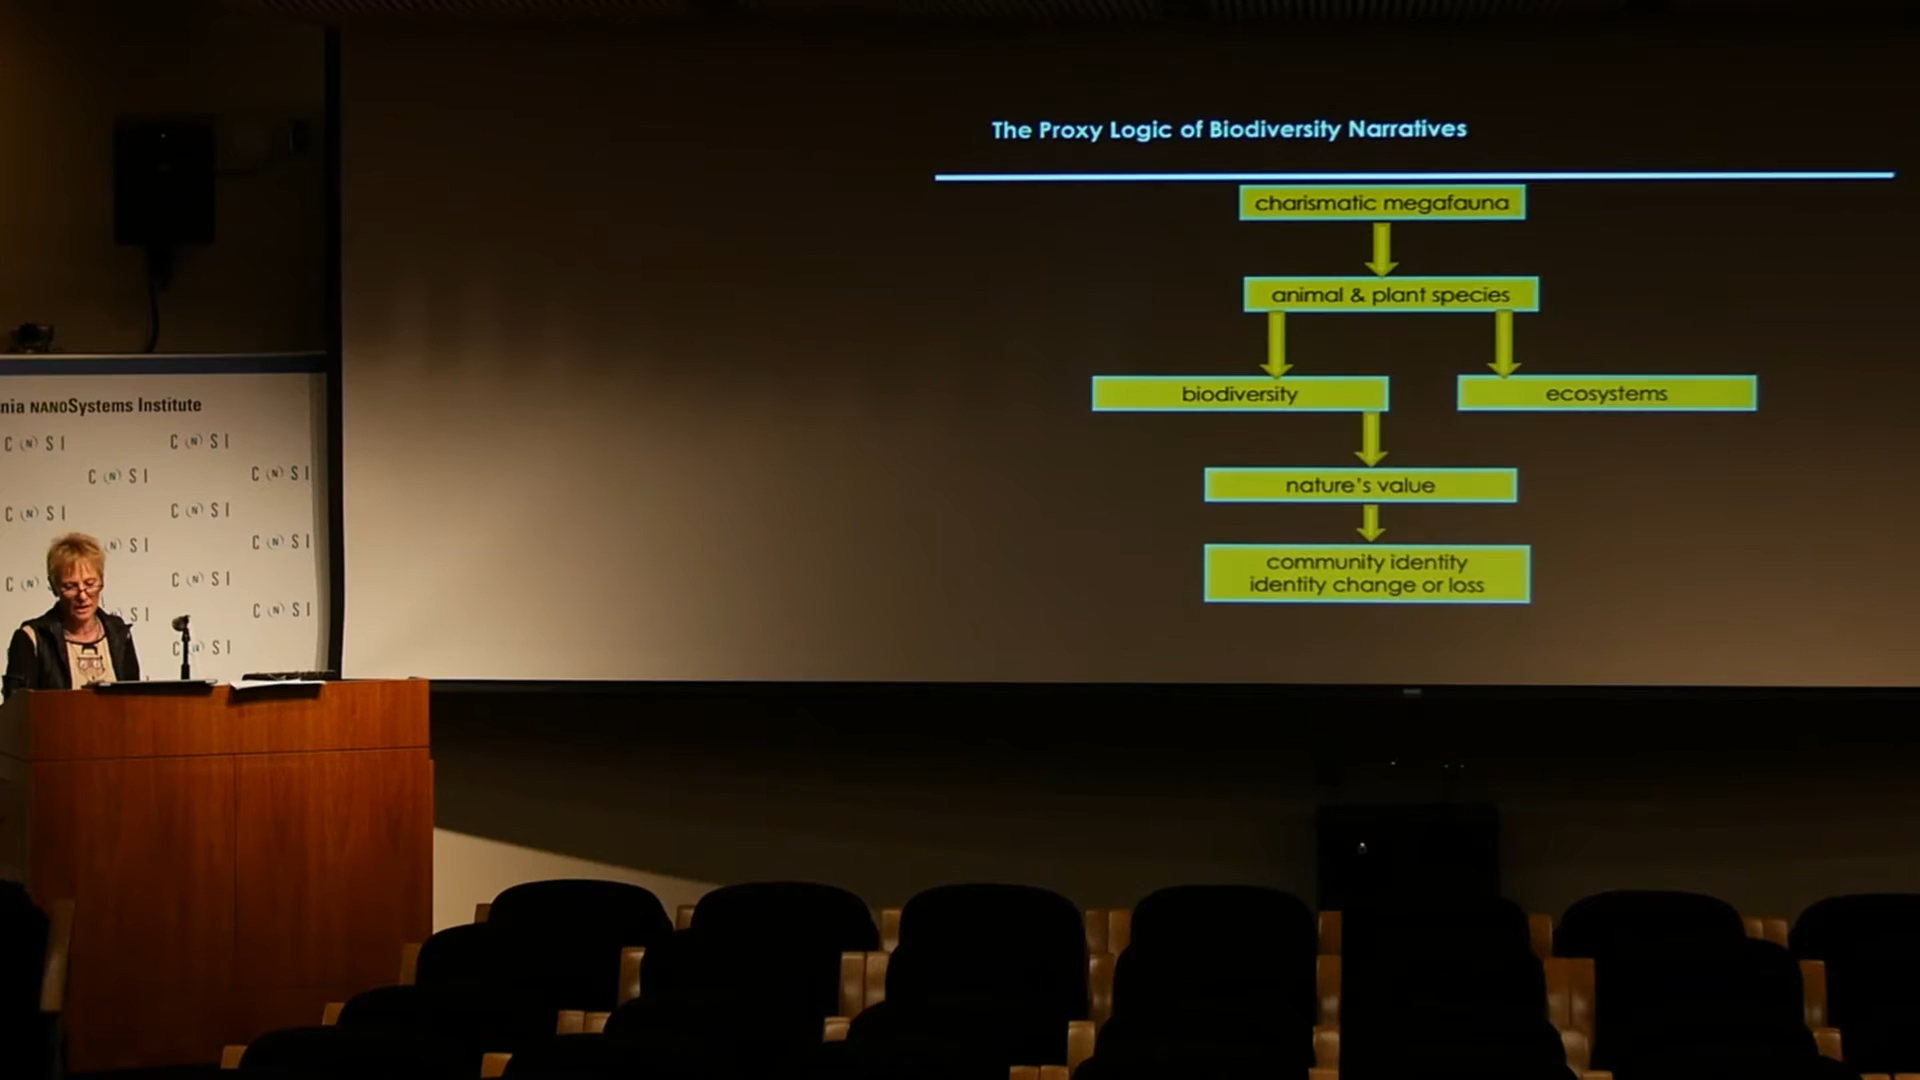 The Proxy Logic of Biodiversity Narratives
charismatic megafauna
animal & plant species
biodiversity
ecosystems
nature's value
community identity
identity change or loss
nia NANOSystems Institute
C N S I
C N S I
C N S I
C N S I
C N S I
C N S I
N S I
C N S I
C N
C N S I
S I
C N S I
C N S I